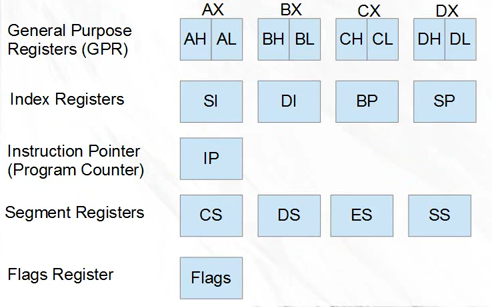 AX BX CX DX
General Purpose
Registers (GPR)
AH AL BH BL CH CL DH DL
Index Registers
SI DI BP SP
Instruction Pointer
(Program Counter)
IP
Segment Registers
CS DS ES SS
Flags Register
Flags